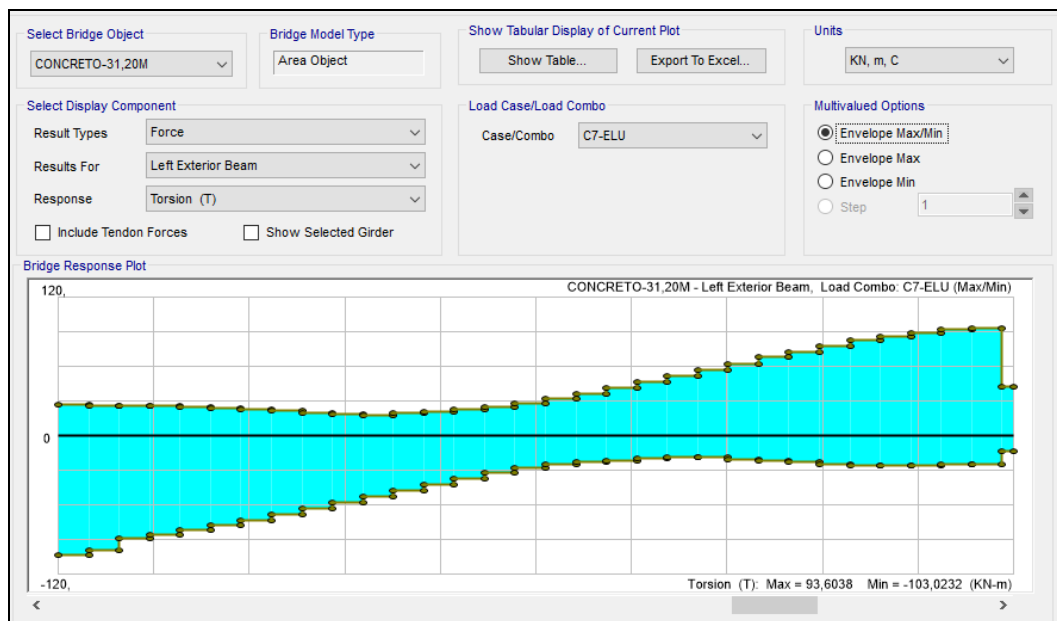 Select Bridge Object
CONCRETO-31,20M
Bridge Model Type
Area Object
Show Tabular Display of Current Plot
Show Table...
Export To Excel...
Units
KN, m, C
Select Display Component
Result Types
Force
Results For
Left Exterior Beam
Response
Torsion (T)
Include Tendon Forces
Show Selected Girder
Load Case/Load Combo
Case/Combo
C7-ELU
Multivalued Options
Envelope Max/Min
Envelope Max
Envelope Min
Step
1
Bridge Response Plot
120,
CONCRETO-31,20M - Left Exterior Beam, Load Combo: C7-ELU (Max/Min)
0
-120,
Torsion (T): Max = 93,6038 Min = -103,0232 (KN-m)